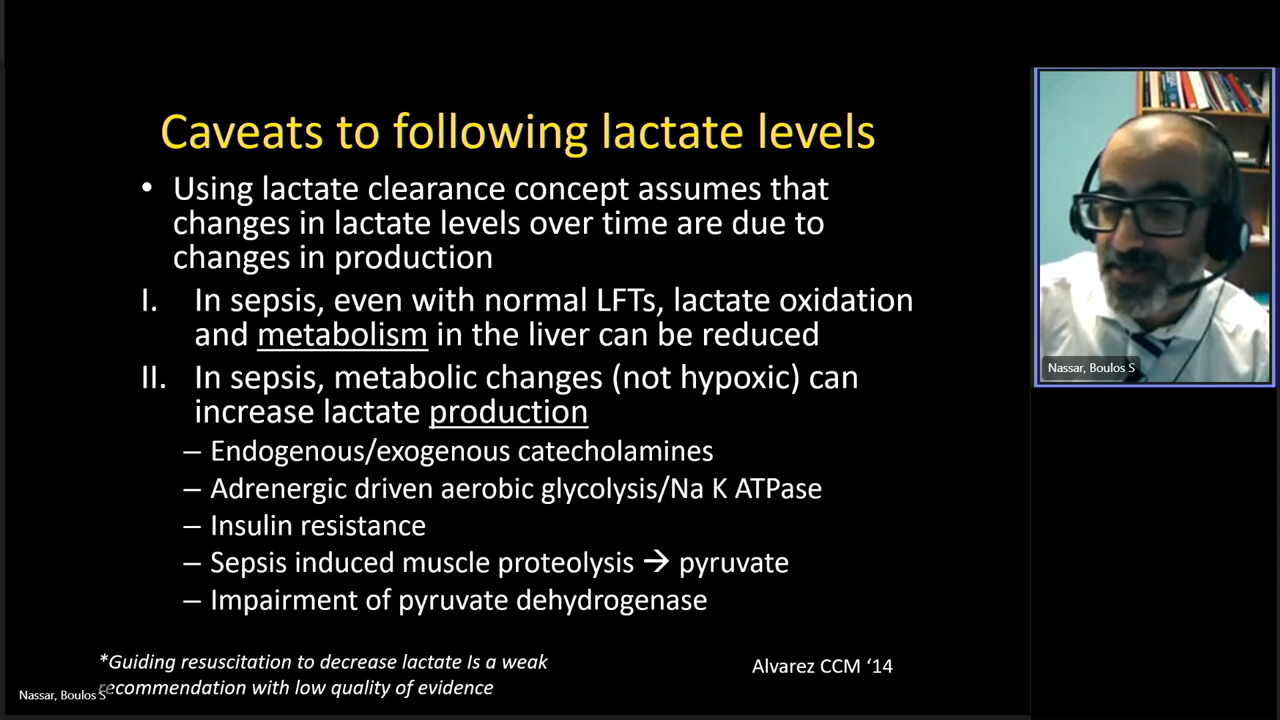 Caveats to following lactate levels
• Using lactate clearance concept assumes that
changes in lactate levels over time are due to
changes in production
I. In sepsis, even with normal LFTs, lactate oxidation
and metabolism in the liver can be reduced
II. In sepsis, metabolic changes (not hypoxic) can
increase lactate production
– Endogenous/exogenous catecholamines
– Adrenergic driven aerobic glycolysis/Na K ATPase
– Insulin resistance
– Sepsis induced muscle proteolysis → pyruvate
– Impairment of pyruvate dehydrogenase
*Guiding resuscitation to decrease lactate Is a weak
recommendation with low quality of evidence
Alvarez CCM ‘14
Nassar, Boulos S
Nassar, Boulos S